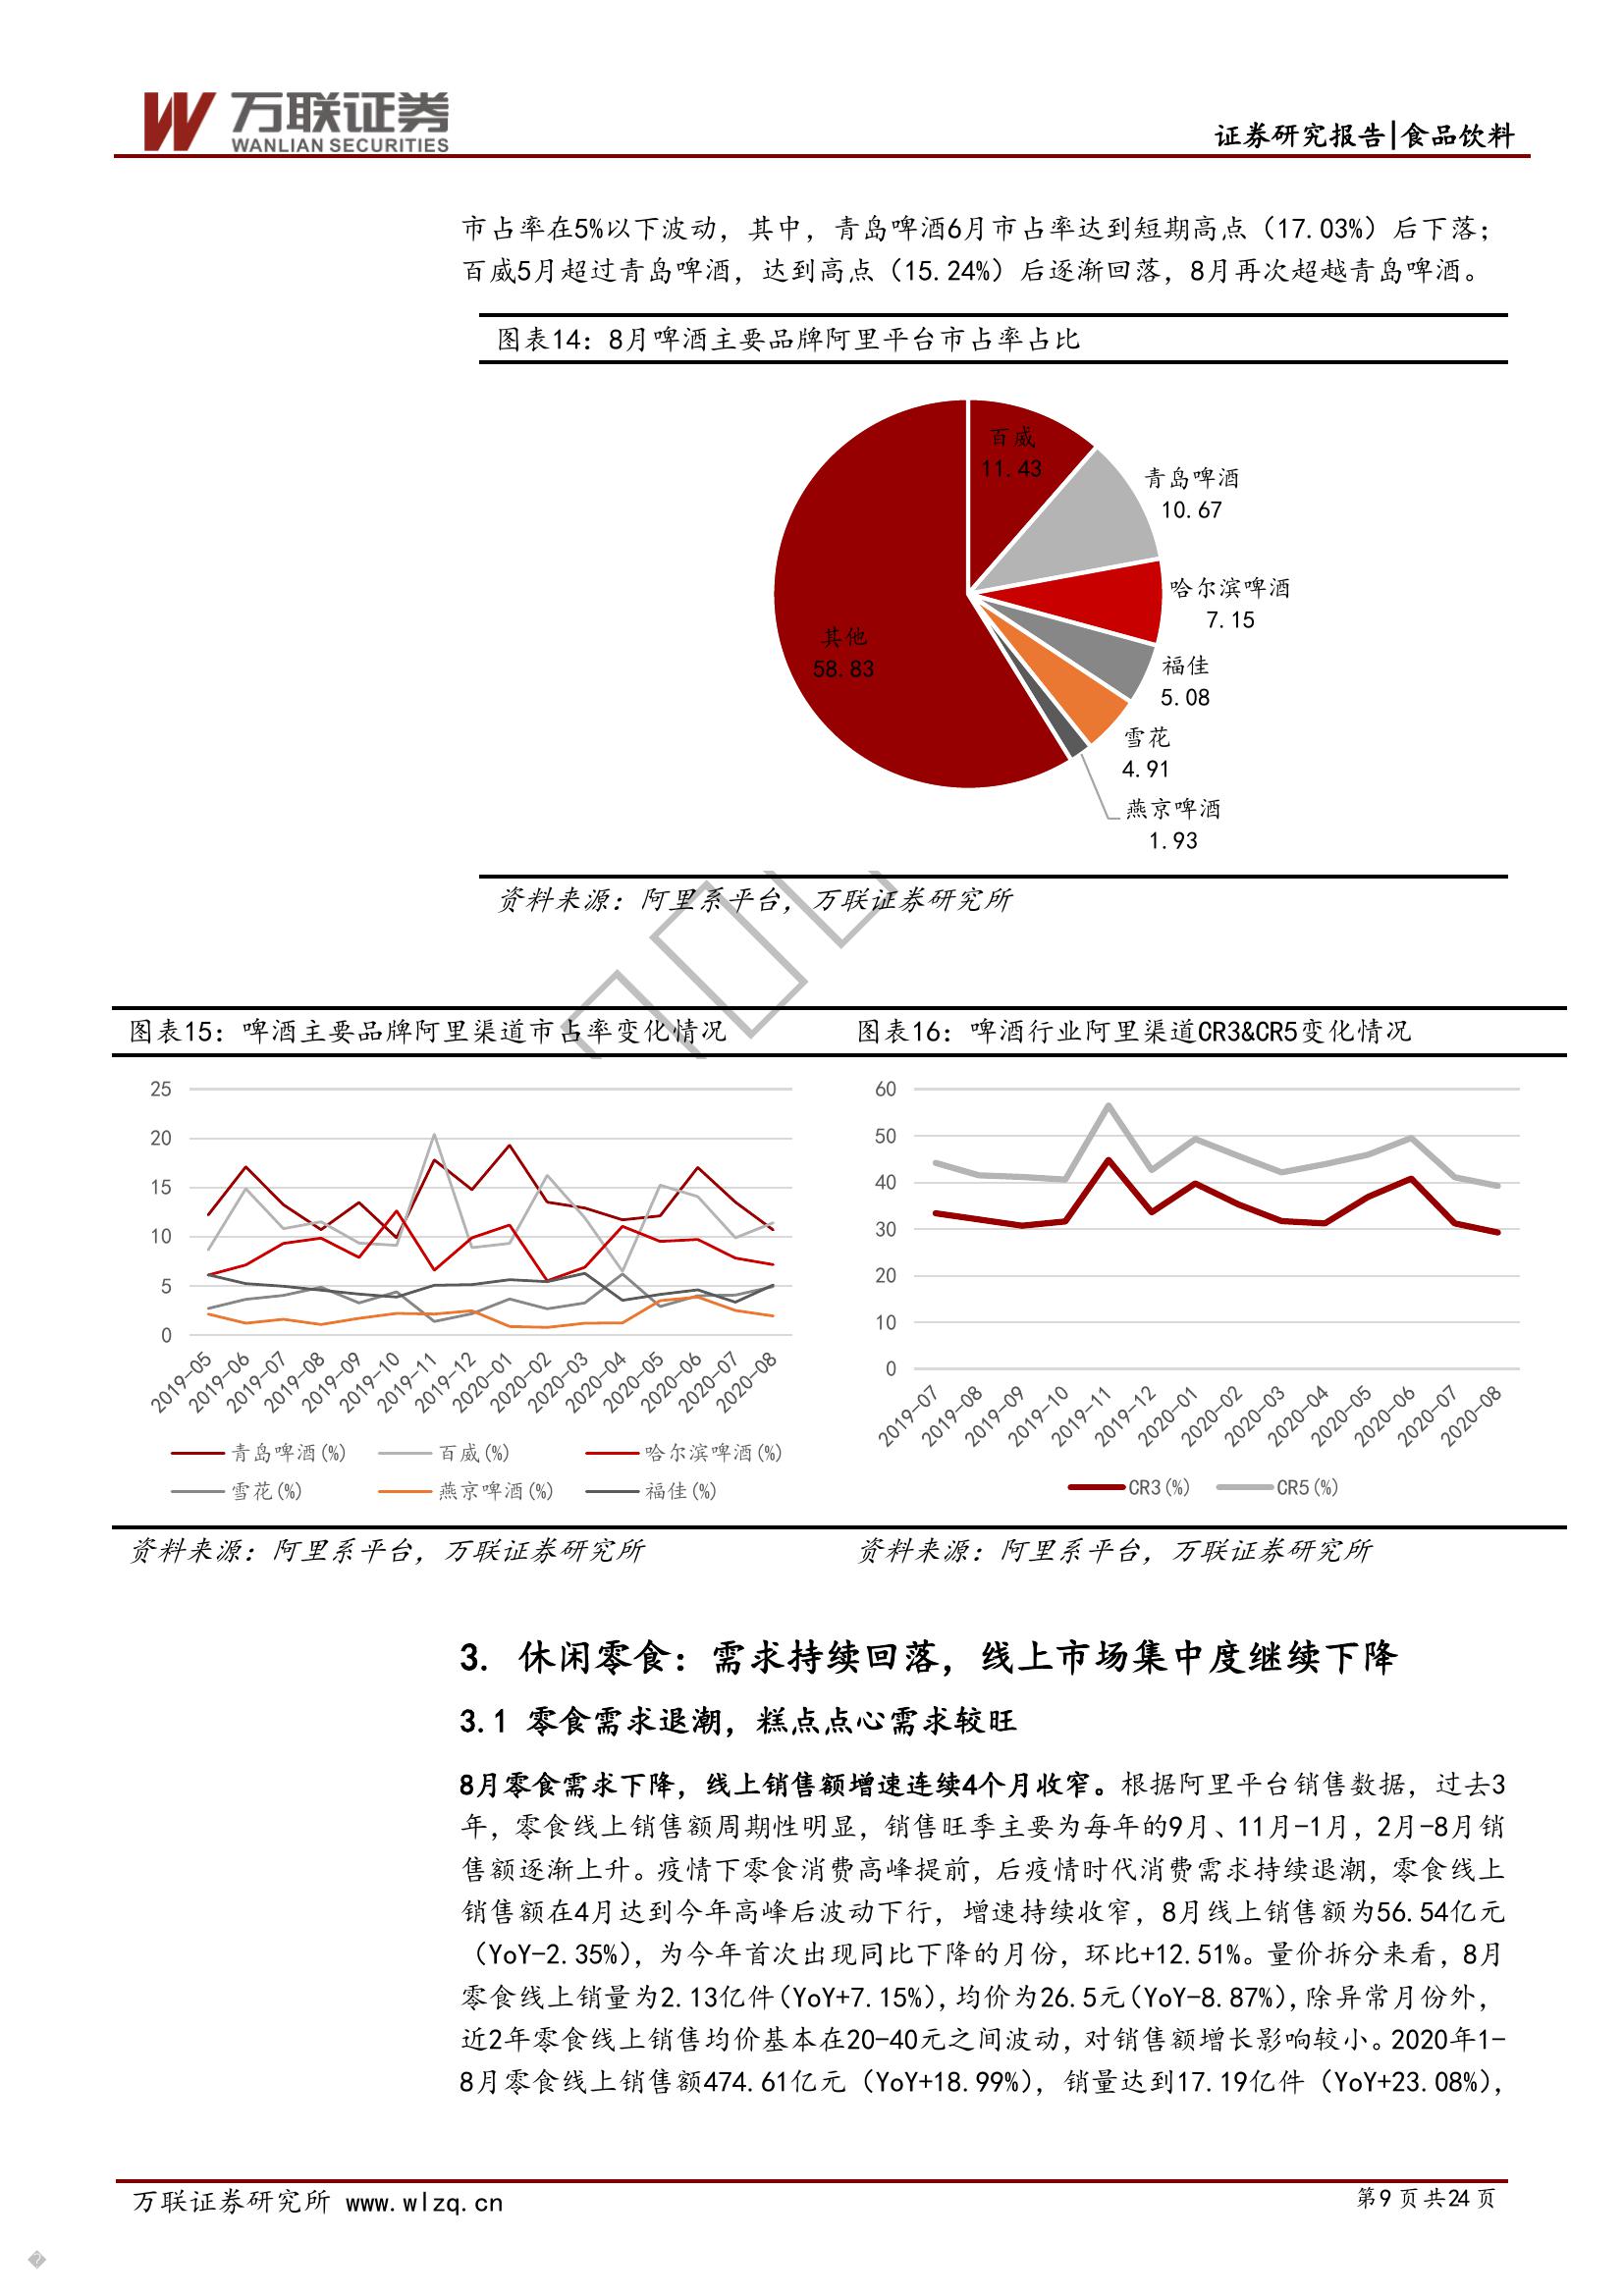 万联证券
WANLIAN SECURITIES
证券研究报告|食品饮料
市占率在5%以下波动，其中，青岛啤酒6月市占率达到短期高点（17.03%）后下落；
百威5月超过青岛啤酒，达到高点（15.24%）后逐渐回落，8月再次超越青岛啤酒。
图表14：8月啤酒主要品牌阿里平台市占率占比
百威
11.43
青岛啤酒
10.67
哈尔滨啤酒
7.15
福佳
5.08
雪花
4.91
燕京啤酒
1.93
其他
58.83
资料来源：阿里系平台，万联证券研究所
图表15：啤酒主要品牌阿里渠道市占率变化情况
25
20
15
10
5
0
2019-05
2019-06
2019-07
2019-08
2019-09
2019-10
2019-11
2019-12
2020-01
2020-02
2020-03
2020-04
2020-05
2020-06
2020-07
2020-08
青岛啤酒(%)
百威(%)
哈尔滨啤酒(%)
雪花(%)
燕京啤酒(%)
福佳(%)
资料来源：阿里系平台，万联证券研究所
图表16：啤酒行业阿里渠道CR3&CR5变化情况
60
50
40
30
20
10
0
2019-07
2019-08
2019-09
2019-10
2019-11
2019-12
2020-01
2020-02
2020-03
2020-04
2020-05
2020-06
2020-07
2020-08
CR3(%)
CR5(%)
资料来源：阿里系平台，万联证券研究所
3. 休闲零食：需求持续回落，线上市场集中度继续下降
3.1 零食需求退潮，糕点点心需求较旺
8月零食需求下降，线上销售额增速连续4个月收窄。根据阿里平台销售数据，过去3
年，零食线上销售额周期性明显，销售旺季主要为每年的9月、11月-1月，2月-8月销
售额逐渐上升。疫情下零食消费高峰提前，后疫情时代消费需求持续退潮，零食线上
销售额在4月达到今年高峰后波动下行，增速持续收窄，8月线上销售额为56.54亿元
（YoY-2.35%），为今年首次出现同比下降的月份，环比+12.51%。量价拆分来看，8月
零食线上销量为2.13亿件（YoY+7.15%），均价为26.5元（YoY-8.87%），除异常月份外，
近2年零食线上销售均价基本在20-40元之间波动，对销售额增长影响较小。2020年1-
8月零食线上销售额474.61亿元（YoY+18.99%），销量达到17.19亿件（YoY+23.08%），
万联证券研究所 www.wlzq.cn
第9页共24页